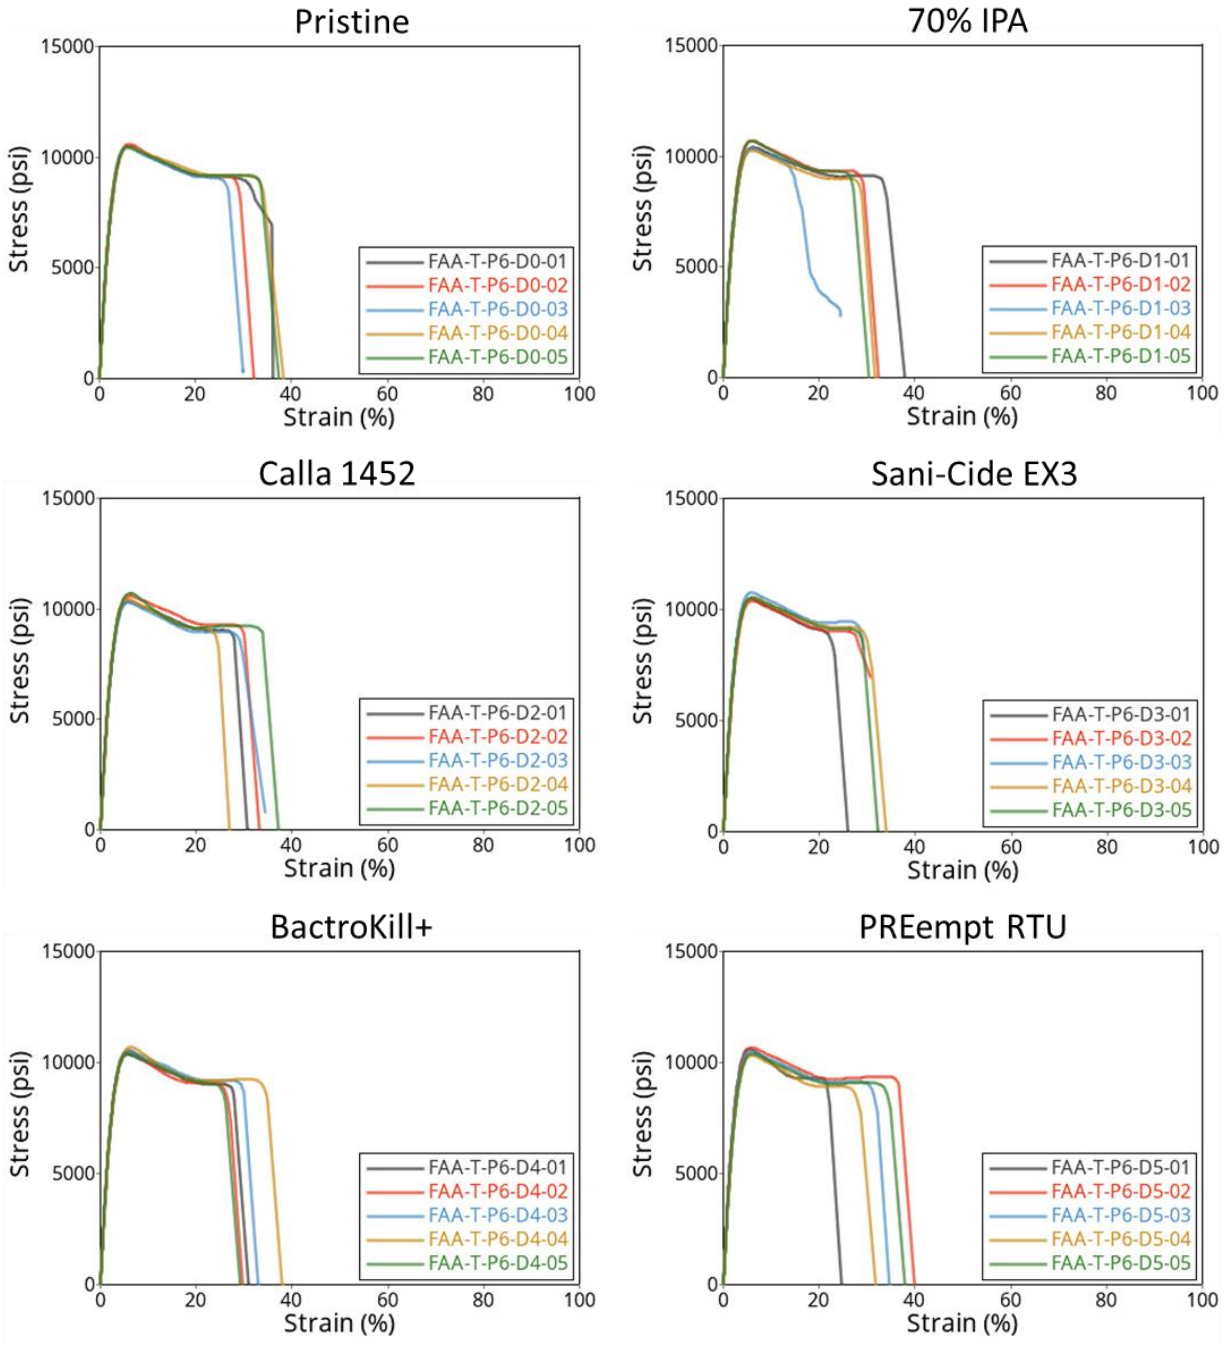 Pristine
15000
10000
5000
0
Stress (psi)
FAA-T-P6-D0-01
FAA-T-P6-D0-02
FAA-T-P6-D0-03
FAA-T-P6-D0-04
FAA-T-P6-D0-05
0 20 40 60 80 100
Strain (%)
70% IPA
15000
10000
5000
0
Stress (psi)
FAA-T-P6-D1-01
FAA-T-P6-D1-02
FAA-T-P6-D1-03
FAA-T-P6-D1-04
FAA-T-P6-D1-05
0 20 40 60 80 100
Strain (%)
Calla 1452
15000
10000
5000
0
Stress (psi)
FAA-T-P6-D2-01
FAA-T-P6-D2-02
FAA-T-P6-D2-03
FAA-T-P6-D2-04
FAA-T-P6-D2-05
0 20 40 60 80 100
Strain (%)
Sani-Cide EX3
15000
10000
5000
0
Stress (psi)
FAA-T-P6-D3-01
FAA-T-P6-D3-02
FAA-T-P6-D3-03
FAA-T-P6-D3-04
FAA-T-P6-D3-05
0 20 40 60 80 100
Strain (%)
BactroKill+
15000
10000
5000
0
Stress (psi)
FAA-T-P6-D4-01
FAA-T-P6-D4-02
FAA-T-P6-D4-03
FAA-T-P6-D4-04
FAA-T-P6-D4-05
0 20 40 60 80 100
Strain (%)
PREempt RTU
15000
10000
5000
0
Stress (psi)
FAA-T-P6-D5-01
FAA-T-P6-D5-02
FAA-T-P6-D5-03
FAA-T-P6-D5-04
FAA-T-P6-D5-05
0 20 40 60 80 100
Strain (%)